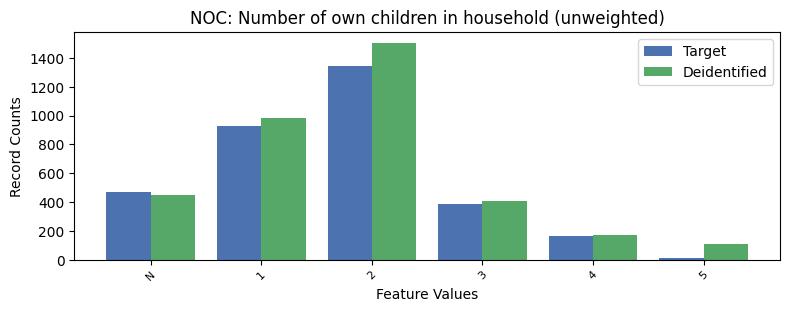 NOC: Number of own children in household (unweighted)
Target
Deidentified
Record Counts
1400
1200
1000
800
600
400
200
0
N
1
2
3
4
5
Feature Values